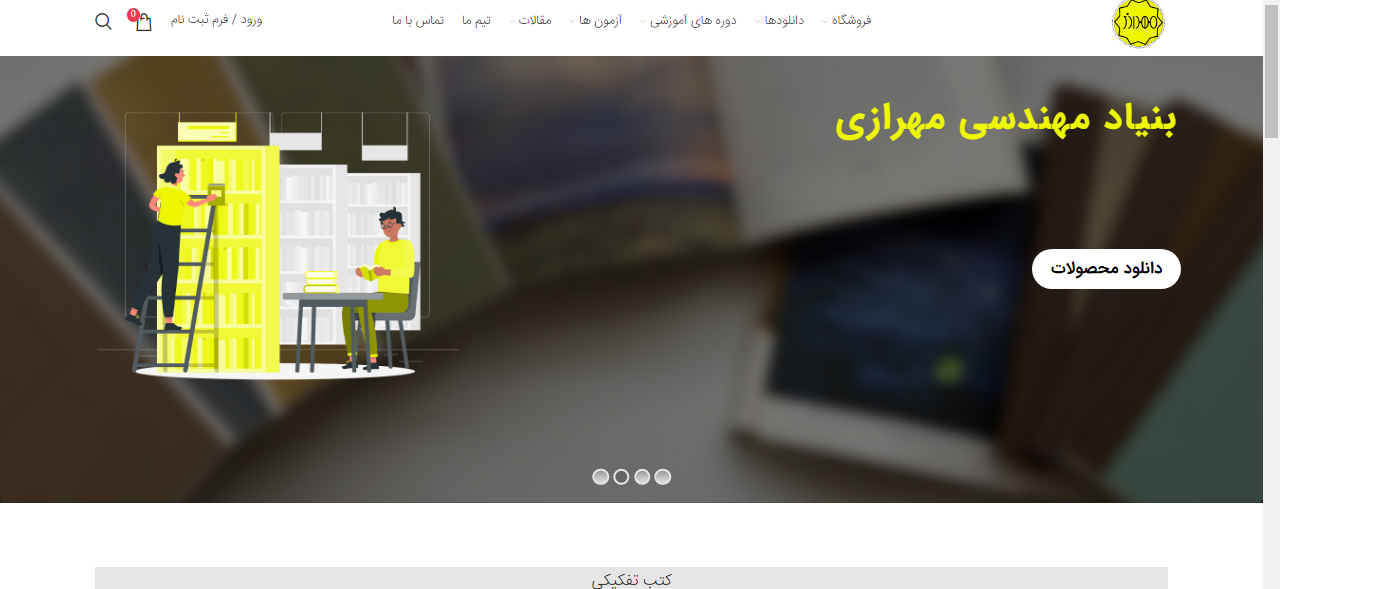 فروشگاه دانلودها دوره های آموزشی آزمون ها مقالات تیم ما تماس با ما ورود / فرم ثبت نام 0
بنیاد مهندسی مهرازی
دانلود محصولات
کتب تفکیکی